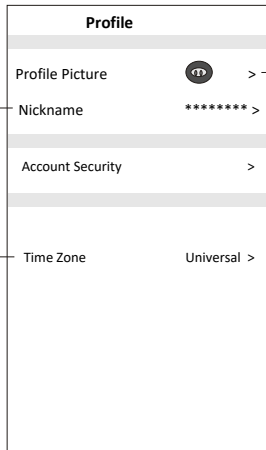 Profile
Profile Picture >
Nickname ******** >
Account Security >
Time Zone Universal >